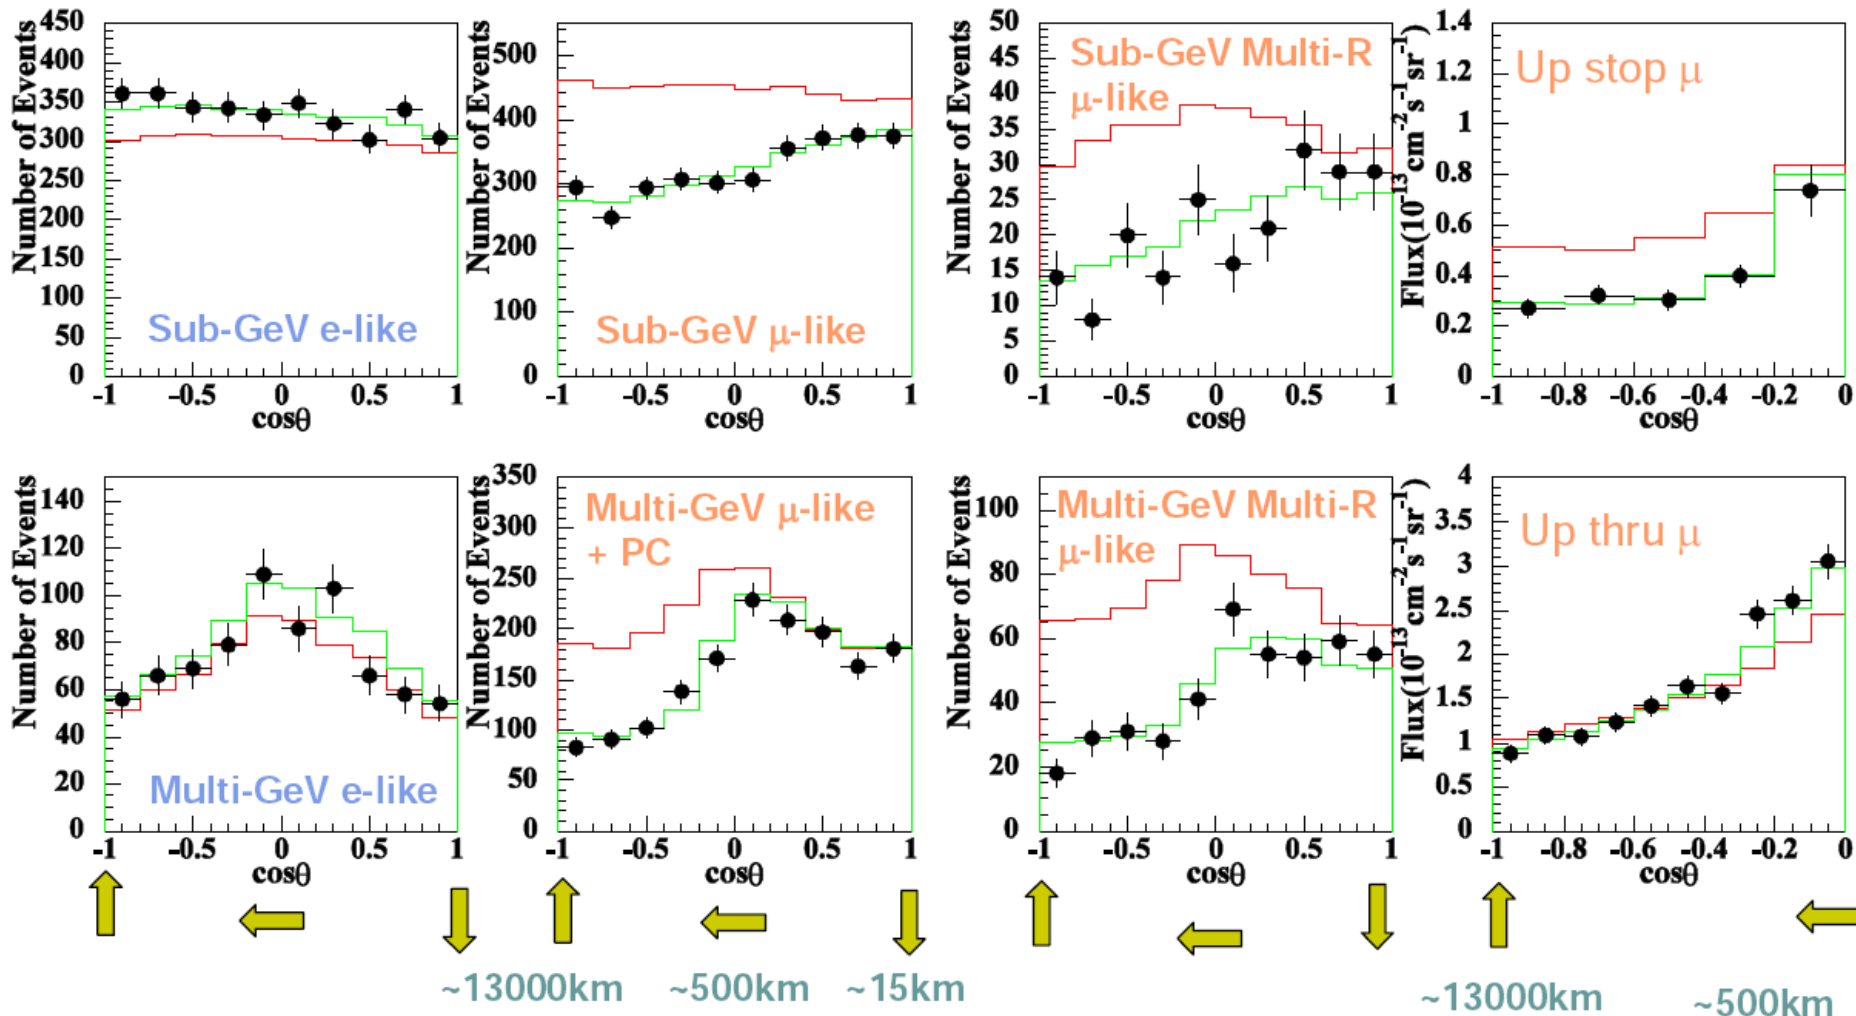 450
400
350
300
250
200
150
100
50
0
Number of Events
Sub-GeV e-like
-1 -0.5 0 0.5 1
cosθ
500
400
300
200
100
0
Number of Events
Sub-GeV μ-like
-1 -0.5 0 0.5 1
cosθ
50
45
40
35
30
25
20
15
10
5
0
Number of Events
Sub-GeV Multi-R
μ-like
-1 -0.5 0 0.5 1
cosθ
1.4
1.2
1
0.8
0.6
0.4
0.2
0
Flux(10⁻¹³cm⁻²s⁻¹sr⁻¹)
Up stop μ
-1 -0.8 -0.6 -0.4 -0.2 0
cosθ
140
120
100
80
60
40
20
0
Number of Events
Multi-GeV e-like
-1 -0.5 0 0.5 1
cosθ
350
300
250
200
150
100
50
0
Number of Events
Multi-GeV μ-like
+ PC
-1 -0.5 0 0.5 1
cosθ
100
80
60
40
20
0
Number of Events
Multi-GeV Multi-R
μ-like
-1 -0.5 0 0.5 1
cosθ
4
3.5
3
2.5
2
1.5
1
0.5
0
Flux(10⁻¹³cm⁻²s⁻¹sr⁻¹)
Up thru μ
-1 -0.8 -0.6 -0.4 -0.2 0
cosθ
~13000km ~500km ~15km
~13000km ~500km